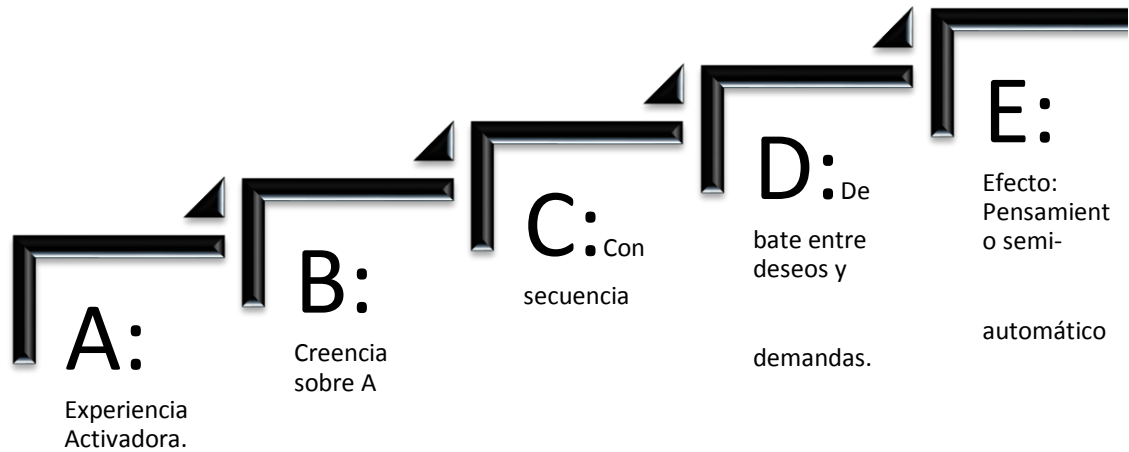 A:
Experiencia
Activadora.
B:
Creencia
sobre A
C:Con
secuencia
D:De
bate entre
deseos y
demandas.
E:
Efecto:
Pensamient
o semi-
automático